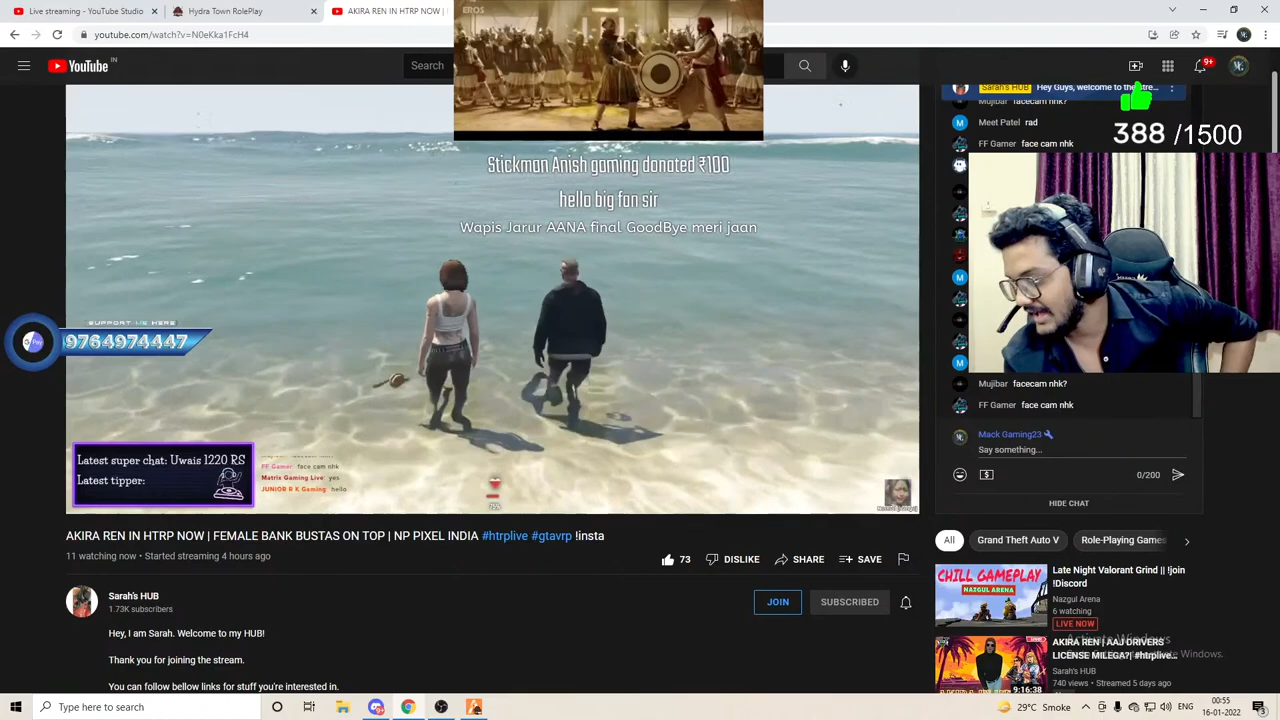 Live streaming - YouTube Studio
Hydra Town RolePlay
AKIRA REN IN HTRP NOW |
youtube.com/watch?v=N0eKka1FcH4
YouTube IN
Search
9+
EROS
Stickman Anish gaming donated ₹100
hello big fan sir
Wapis Jarur AANA final GoodBye meri jaan
Sarah's HUB Hey Guys, welcome to the stre...
Mujibar facecam nhk?
Meet Patel rad
FF Gamer face cam nhk
388 /1500
SUPPORT ME HERE
9764974447
Mujibar facecam nhk?
FF Gamer face cam nhk
Mack Gaming23
Say something...
0/200
HIDE CHAT
Latest super chat: Uwais 1220 RS
Latest tipper:
FF Gamer face cam nhk
Matrix Gaming Live yes
JUNIOR R K Gaming hello
75%
AKIRA REN IN HTRP NOW | FEMALE BANK BUSTAS ON TOP | NP PIXEL INDIA #htrplive #gtavrp !insta
11 watching now • Started streaming 4 hours ago
73 DISLIKE SHARE SAVE
Sarah's HUB
1.73K subscribers
JOIN SUBSCRIBED
Hey, I am Sarah. Welcome to my HUB!
Thank you for joining the stream.
You can follow bellow links for stuff you're interested in.
All Grand Theft Auto V Role-Playing Games
CHILL GAMEPLAY
NAZGUL ARENA
Late Night Valorant Grind || !join
!Discord
Nazgul Arena
6 watching
LIVE NOW
AKIRA REN | AAJ DRIVERS
LICENSE MILEGA?| #htrplive...
Sarah's HUB
740 views • Streamed 5 days ago
9:16:38
Activate Windows
Type here to search
29°C Smoke
00:55
16-01-2022
3